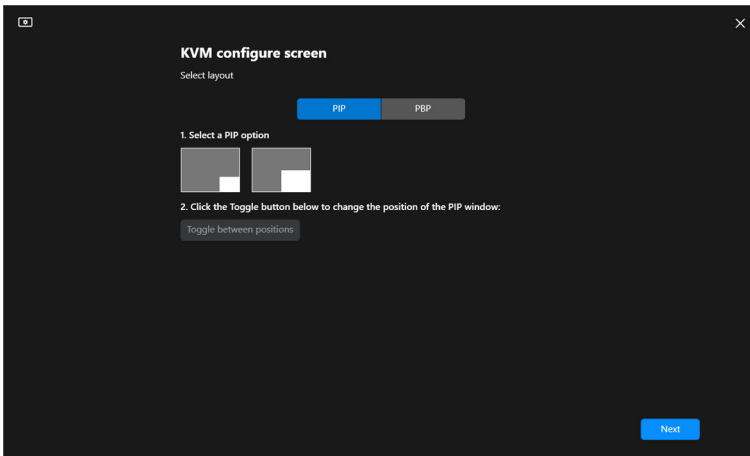 KVM configure screen
Select layout
PIP PBP
1. Select a PIP option
2. Click the Toggle button below to change the position of the PIP window:
Toggle between positions
Next